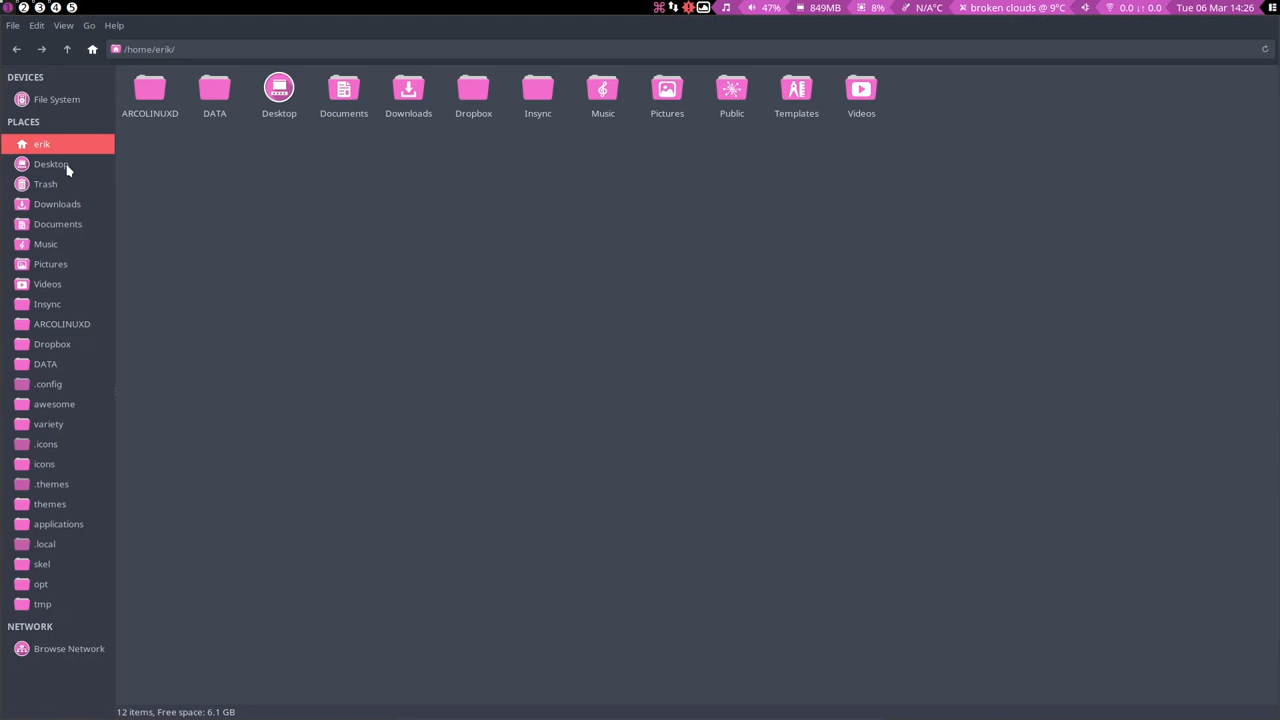 1 2 3 4 5 47% 849MB 8% N/A°C broken clouds @ 9°C 0.0 ↓↑ 0.0 Tue 06 Mar 14:26
File Edit View Go Help
/home/erik/
DEVICES
File System
PLACES
erik
Desktop
Trash
Downloads
Documents
Music
Pictures
Videos
Insync
ARCOLINUXD
Dropbox
DATA
.config
awesome
variety
.icons
icons
.themes
themes
applications
.local
skel
opt
tmp
NETWORK
Browse Network
ARCOLINUXD DATA Desktop Documents Downloads Dropbox Insync Music Pictures Public Templates Videos
12 items, Free space: 6.1 GB